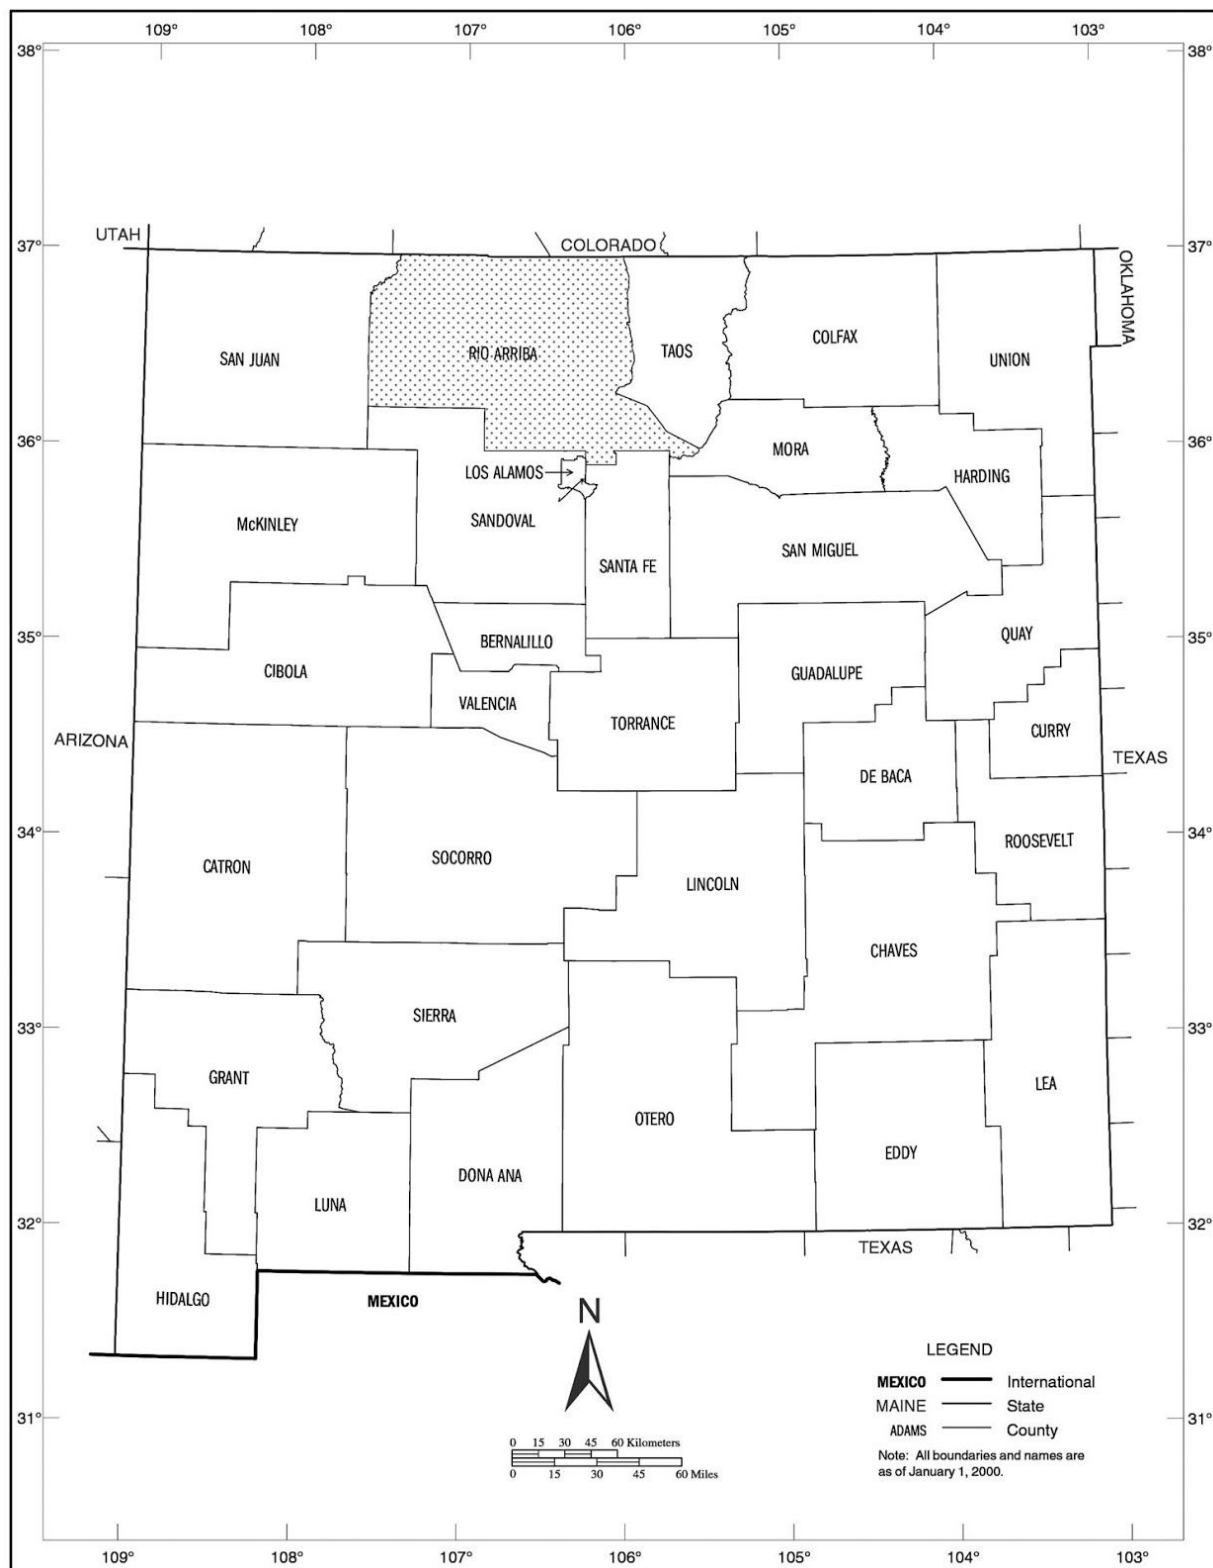 109° 108° 107° 106° 105° 104° 103°
38° 38°
UTAH COLORADO
37° 37°
OKLAHOMA
COLFAX
RIO ARRIBA TAOS
SAN JUAN UNION
36° 36°
MORA
LOS ALAMOS HARDING
McKINLEY SANDOVAL
SAN MIGUEL
SANTA FE
35° QUAY 35°
BERNALILLO
CIBOLA GUADALUPE
VALENCIA
TORRANCE
CURRY
ARIZONA
TEXAS
DE BACA
34° 34°
ROOSEVELT
SOCORRO
CATRON
LINCOLN
CHAVES
SIERRA
33° 33°
GRANT
LEA
OTERO
EDDY
DONA ANA
LUNA
32° 32°
TEXAS
HIDALGO MEXICO
N
LEGEND
MEXICO International
MAINE State
ADAMS County
Note: All boundaries and names are
as of January 1, 2000.
31° 31°
0 15 30 45 60 Kilometers
0 15 30 45 60 Miles
109° 108° 107° 106° 105° 104° 103°